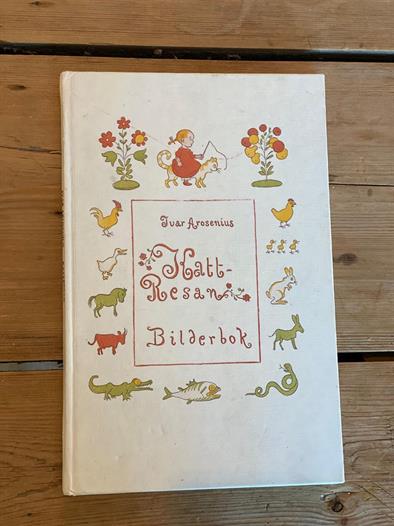 Ivar Arosenius
Katt-
Resan
Bilderbok